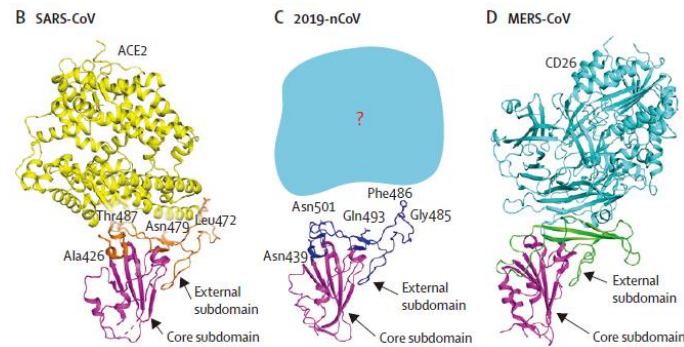 B SARS-CoV
ACE2
Thr487
Asn479
Leu472
Ala426
External
subdomain
Core subdomain
C 2019-nCoV
?
Phe486
Asn501
Gln493
Gly485
Asn439
External
subdomain
Core subdomain
D MERS-CoV
CD26
External
subdomain
Core subdomain